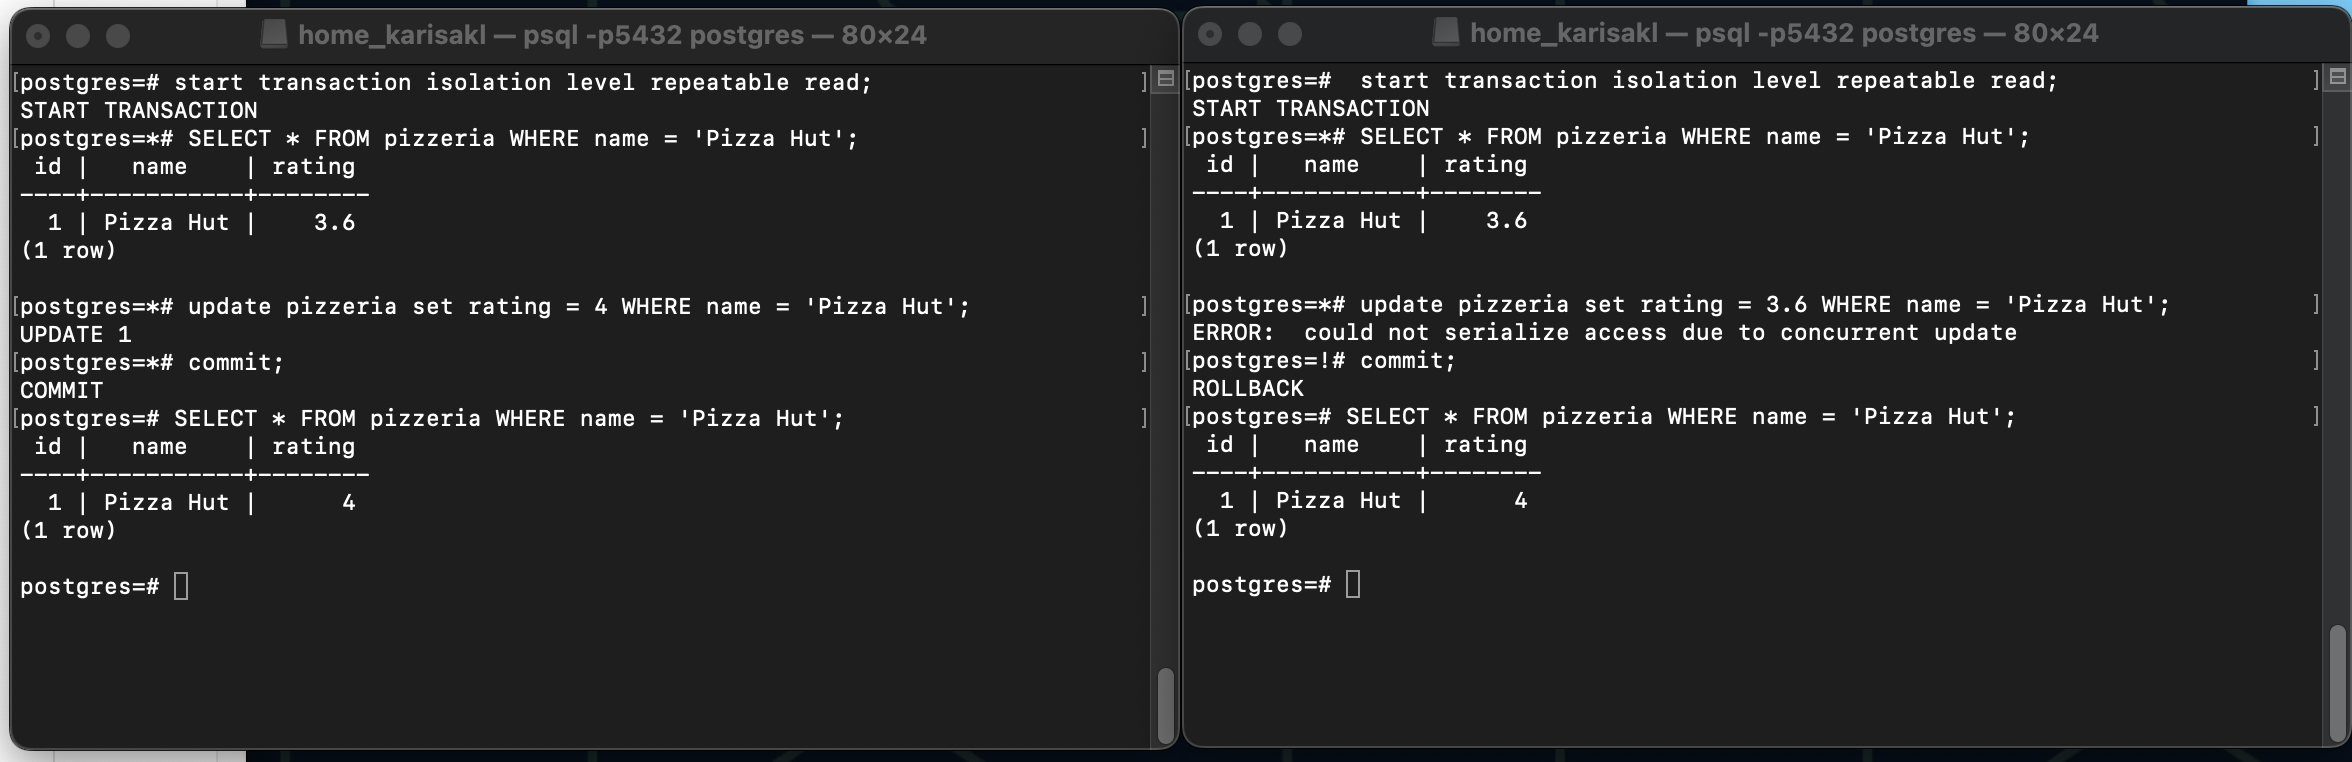 home_karisakl — psql -p5432 postgres — 80×24
[postgres=# start transaction isolation level repeatable read; ]
START TRANSACTION
[postgres=*# SELECT * FROM pizzeria WHERE name = 'Pizza Hut'; ]
 id |   name    | rating
----+-----------+--------
  1 | Pizza Hut |    3.6
(1 row)
[postgres=*# update pizzeria set rating = 4 WHERE name = 'Pizza Hut'; ]
UPDATE 1
[postgres=*# commit; ]
COMMIT
[postgres=# SELECT * FROM pizzeria WHERE name = 'Pizza Hut'; ]
 id |   name    | rating
----+-----------+--------
  1 | Pizza Hut |      4
(1 row)
postgres=#
home_karisakl — psql -p5432 postgres — 80×24
[postgres=#  start transaction isolation level repeatable read; ]
START TRANSACTION
[postgres=*# SELECT * FROM pizzeria WHERE name = 'Pizza Hut'; ]
 id |   name    | rating
----+-----------+--------
  1 | Pizza Hut |    3.6
(1 row)
[postgres=*# update pizzeria set rating = 3.6 WHERE name = 'Pizza Hut'; ]
ERROR:  could not serialize access due to concurrent update
[postgres=!# commit; ]
ROLLBACK
[postgres=# SELECT * FROM pizzeria WHERE name = 'Pizza Hut'; ]
 id |   name    | rating
----+-----------+--------
  1 | Pizza Hut |      4
(1 row)
postgres=#